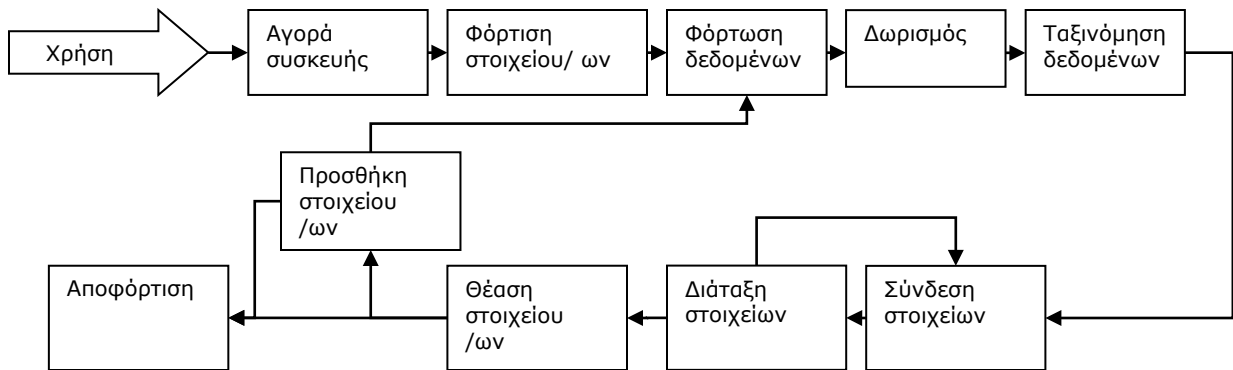 Χρήση
Αγορά
συσκευής
Φόρτιση
στοιχείου/ ων
Φόρτωση
δεδομένων
Δωρισμός
Ταξινόμηση
δεδομένων
Προσθήκη
στοιχείου
/ων
Αποφόρτιση
Θέαση
στοιχείου
/ων
Διάταξη
στοιχείων
Σύνδεση
στοιχείων